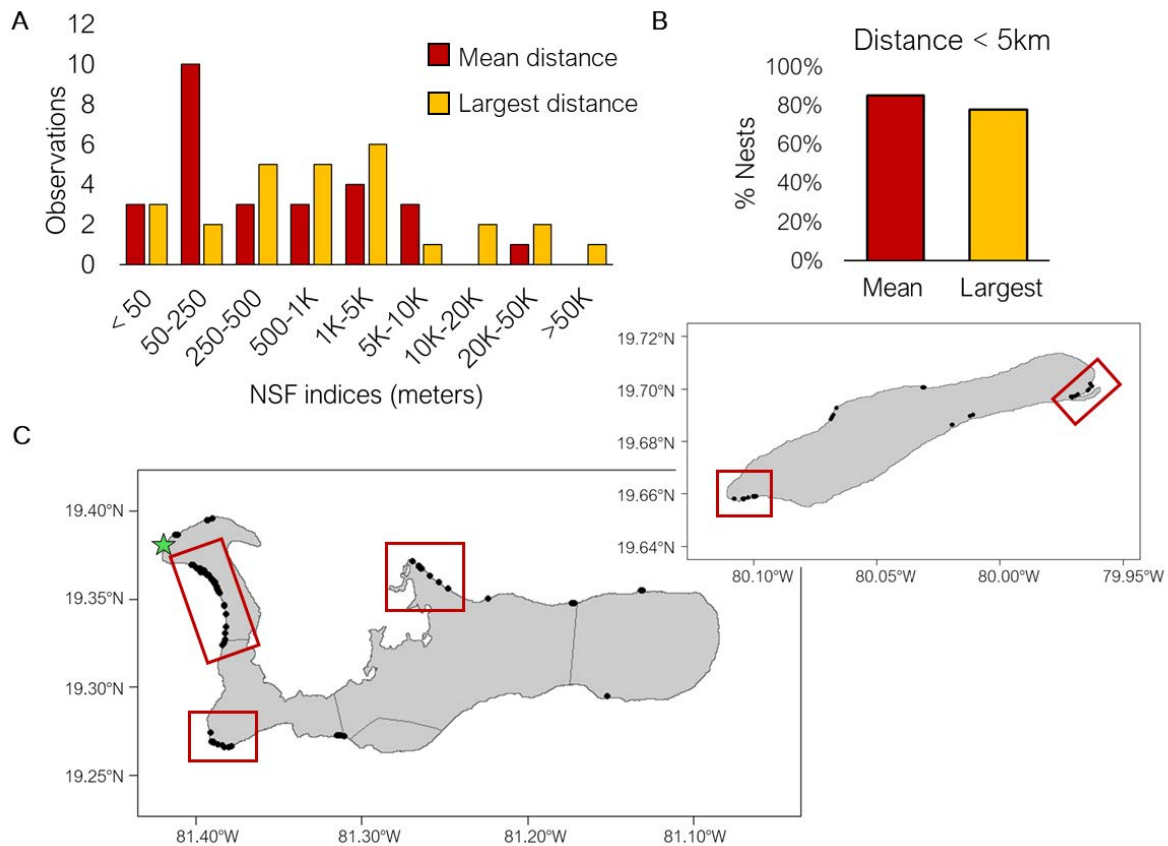 A
12
10
8
6
4
2
0
Observations
Mean distance
Largest distance
< 50
50-250
250-500
500-1K
1K-5K
5K-10K
10K-20K
20K-50K
>50K
NSF indices (meters)
B
Distance < 5km
100%
80%
60%
40%
20%
0%
% Nests
Mean
Largest
19.72°N
19.70°N
19.68°N
19.66°N
19.64°N
80.10°W
80.05°W
80.00°W
79.95°W
C
19.40°N
19.35°N
19.30°N
19.25°N
81.40°W
81.30°W
81.20°W
81.10°W